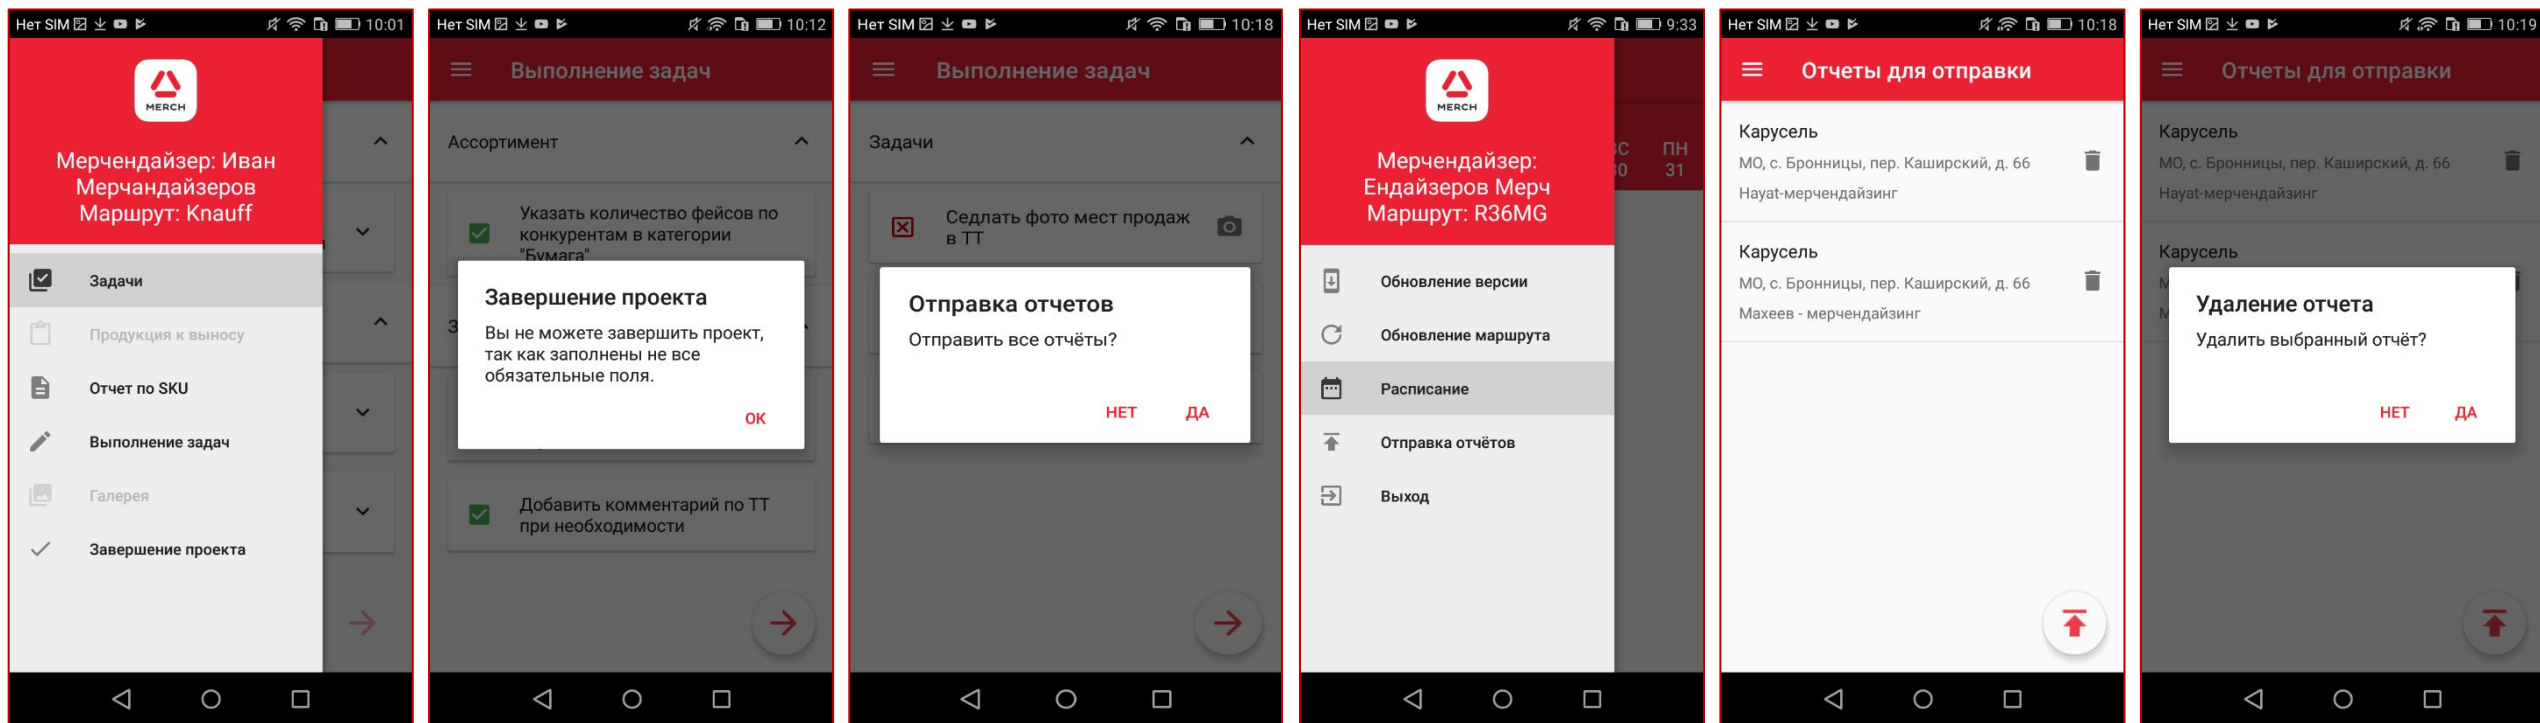 Нет SIM 10:01
MERCH
Мерчендайзер: Иван
Мерчандайзеров
Маршрут: Knauff
Задачи
Продукция к выносу
Отчет по SKU
Выполнение задач
Галерея
Завершение проекта
Нет SIM 10:12
Выполнение задач
Ассортимент
Указать количество фейсов по
конкурентам в категории
"Бумага"
Завершение проекта
Вы не можете завершить проект,
так как заполнены не все
обязательные поля.
ОК
Добавить комментарий по ТТ
при необходимости
Нет SIM 10:18
Выполнение задач
Задачи
Седлать фото мест продаж
в ТТ
Отправка отчетов
Отправить все отчёты?
НЕТ ДА
Нет SIM 9:33
MERCH
Мерчендайзер:
Ендайзеров Мерч
Маршрут: R36MG
ПН
31
Обновление версии
Обновление маршрута
Расписание
Отправка отчётов
Выход
Нет SIM 10:18
Отчеты для отправки
Карусель
МО, с. Бронницы, пер. Каширский, д. 66
Hayat-мерчендайзинг
Карусель
МО, с. Бронницы, пер. Каширский, д. 66
Махеев - мерчендайзинг
Нет SIM 10:19
Отчеты для отправки
Карусель
МО, с. Бронницы, пер. Каширский, д. 66
Hayat-мерчендайзинг
Карусель
Удаление отчета
Удалить выбранный отчёт?
НЕТ ДА